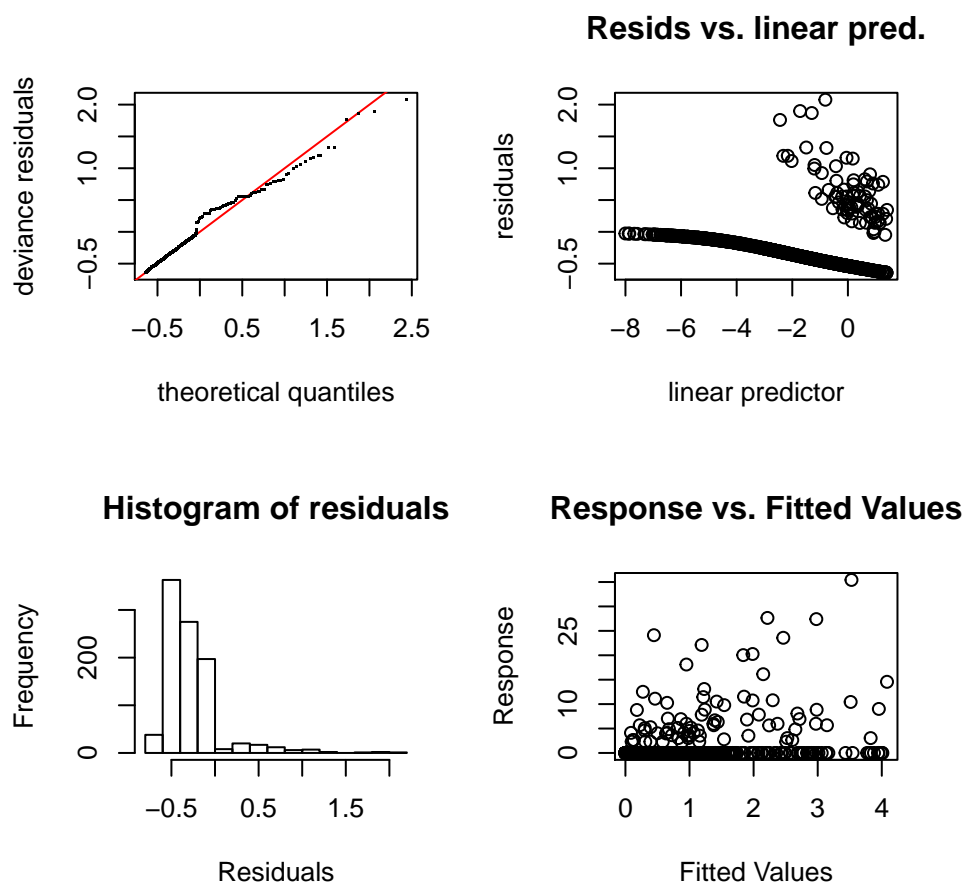 deviance residuals
−0.5
1.0
2.0
−0.5
0.5
1.5
2.5
theoretical quantiles
Resids vs. linear pred.
residuals
−0.5
1.0
2.0
−8
−6
−4
−2
0
linear predictor
Histogram of residuals
Frequency
0
200
−0.5
0.5
1.5
Residuals
Response vs. Fitted Values
Response
0
10
25
0
1
2
3
4
Fitted Values